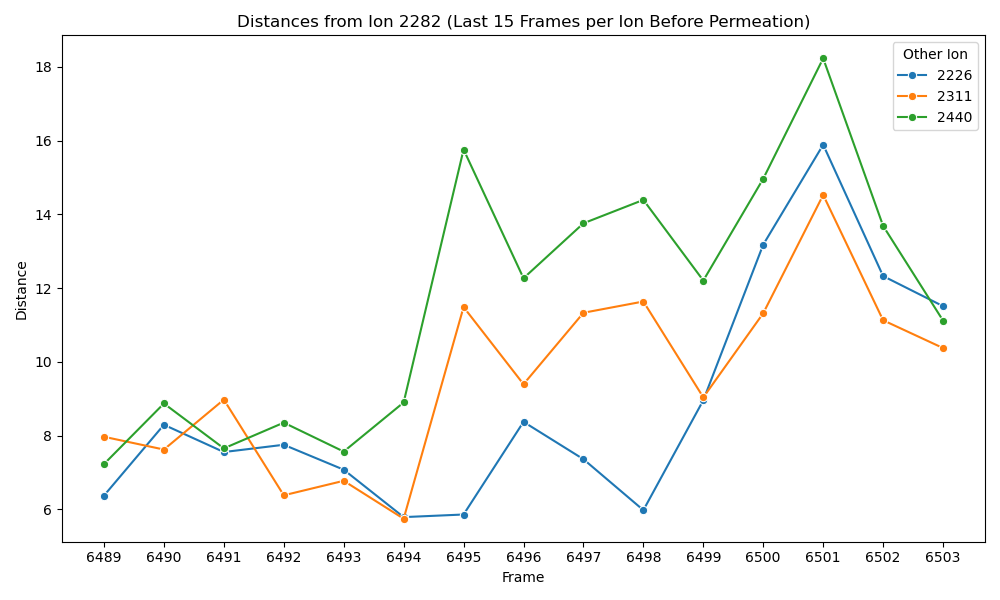 Distances from Ion 2282 (Last 15 Frames per Ion Before Permeation)
Other Ion
2226
2311
2440
18
16
14
12
10
8
6
Distance
6489 6490 6491 6492 6493 6494 6495 6496 6497 6498 6499 6500 6501 6502 6503
Frame